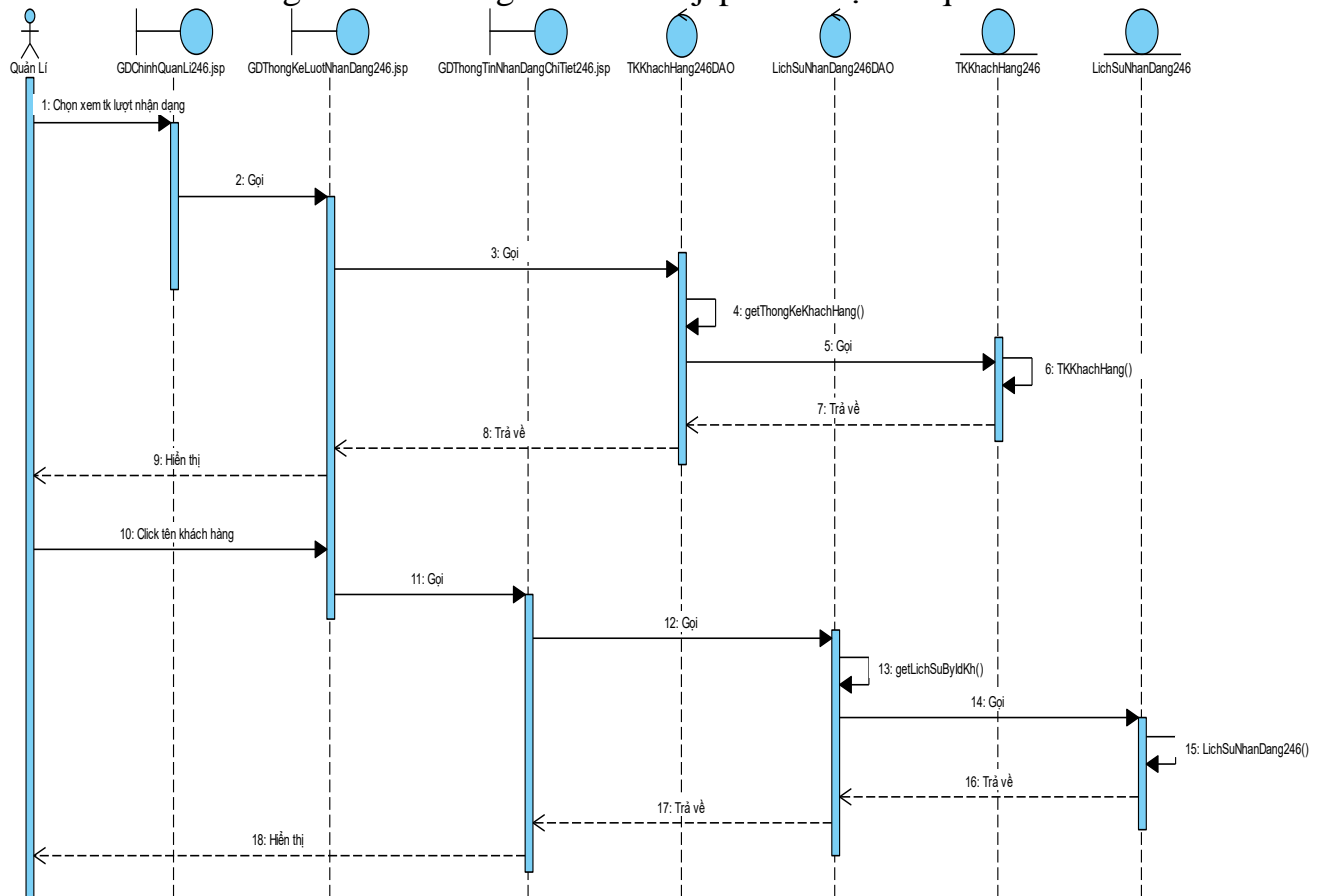 Quản Lí
GDChinhQuanLi246.jsp
GDThongKeLuotNhanDang246.jsp
GDThongTinNhanDangChiTiet246.jsp
TKKhachHang246DAO
LichSuNhanDang246DAO
TKKhachHang246
LichSuNhanDang246
1: Chọn xem tk lượt nhận dạng
2: Gọi
3: Gọi
4: getThongKeKhachHang()
5: Gọi
6: TKKhachHang()
7: Trả về
8: Trả về
9: Hiển thị
10: Click tên khách hàng
11: Gọi
12: Gọi
13: getLichSuByIdKh()
14: Gọi
15: LichSuNhanDang246()
16: Trả về
17: Trả về
18: Hiển thị